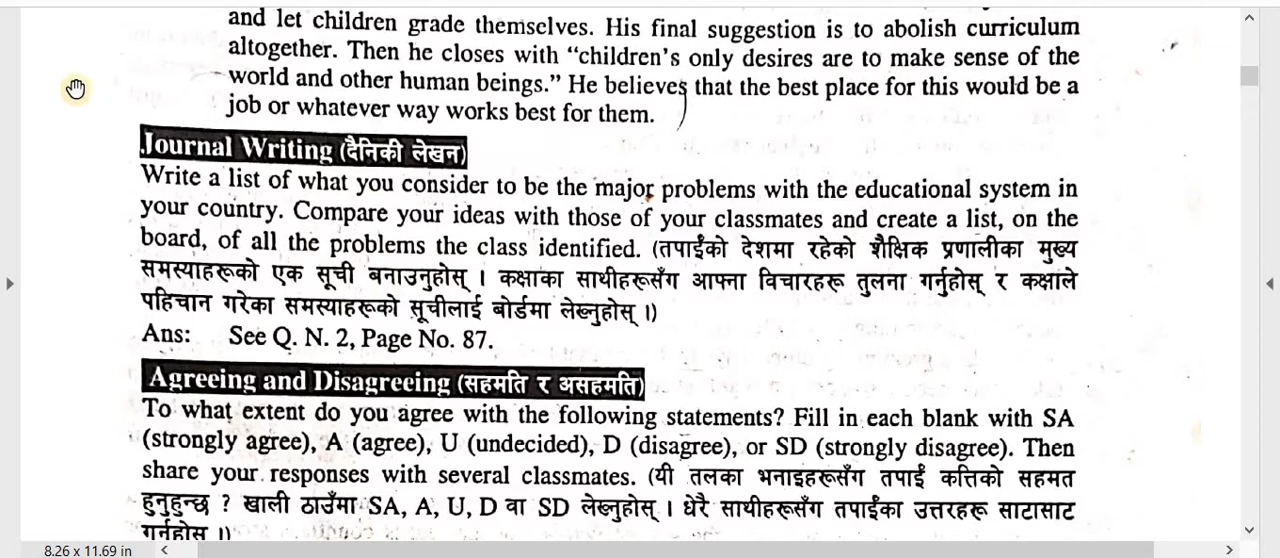 and let children grade themselves. His final suggestion is to abolish curriculum
altogether. Then he closes with “children's only desires are to make sense of the
world and other human beings.” He believes that the best place for this would be a
job or whatever way works best for them.
Journal Writing (दैनिकी लेखन)
Write a list of what you consider to be the major problems with the educational system in
your country. Compare your ideas with those of your classmates and create a list, on the
board, of all the problems the class identified. (तपाईंको देशमा रहेको शैक्षिक प्रणालीका मुख्य
समस्याहरूको एक सूची बनाउनुहोस् । कक्षाका साथीहरूसँग आफ्ना विचारहरू तुलना गर्नुहोस् र कक्षाले
पहिचान गरेका समस्याहरूको सूचीलाई बोर्डमा लेख्नुहोस् ।)
Ans: See Q. N. 2, Page No. 87.
Agreeing and Disagreeing (सहमति र असहमति)
To what extent do you agree with the following statements? Fill in each blank with SA
(strongly agree), A (agree), U (undecided), D (disagree), or SD (strongly disagree). Then
share your responses with several classmates. (यी तलका भनाइहरूसँग तपाईं कत्तिको सहमत
हुनुहुन्छ ? खाली ठाउँमा SA, A, U, D वा SD लेख्नुहोस् । धेरै साथीहरूसँग तपाईंका उत्तरहरू साटासाट
गर्नुहोस् ।)
8.26 x 11.69 in